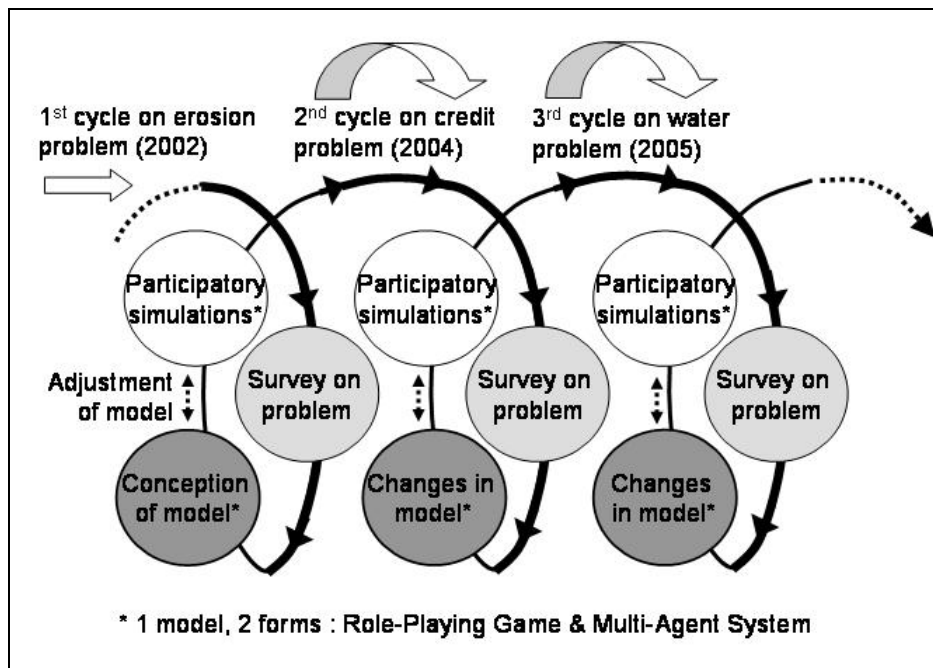 1st cycle on erosion
problem (2002)
2nd cycle on credit
problem (2004)
3rd cycle on water
problem (2005)
Participatory
simulations*
Participatory
simulations*
Participatory
simulations*
Adjustment
of model
Survey on
problem
Survey on
problem
Survey on
problem
Conception
of model*
Changes in
model*
Changes
in model*
* 1 model, 2 forms : Role-Playing Game & Multi-Agent System